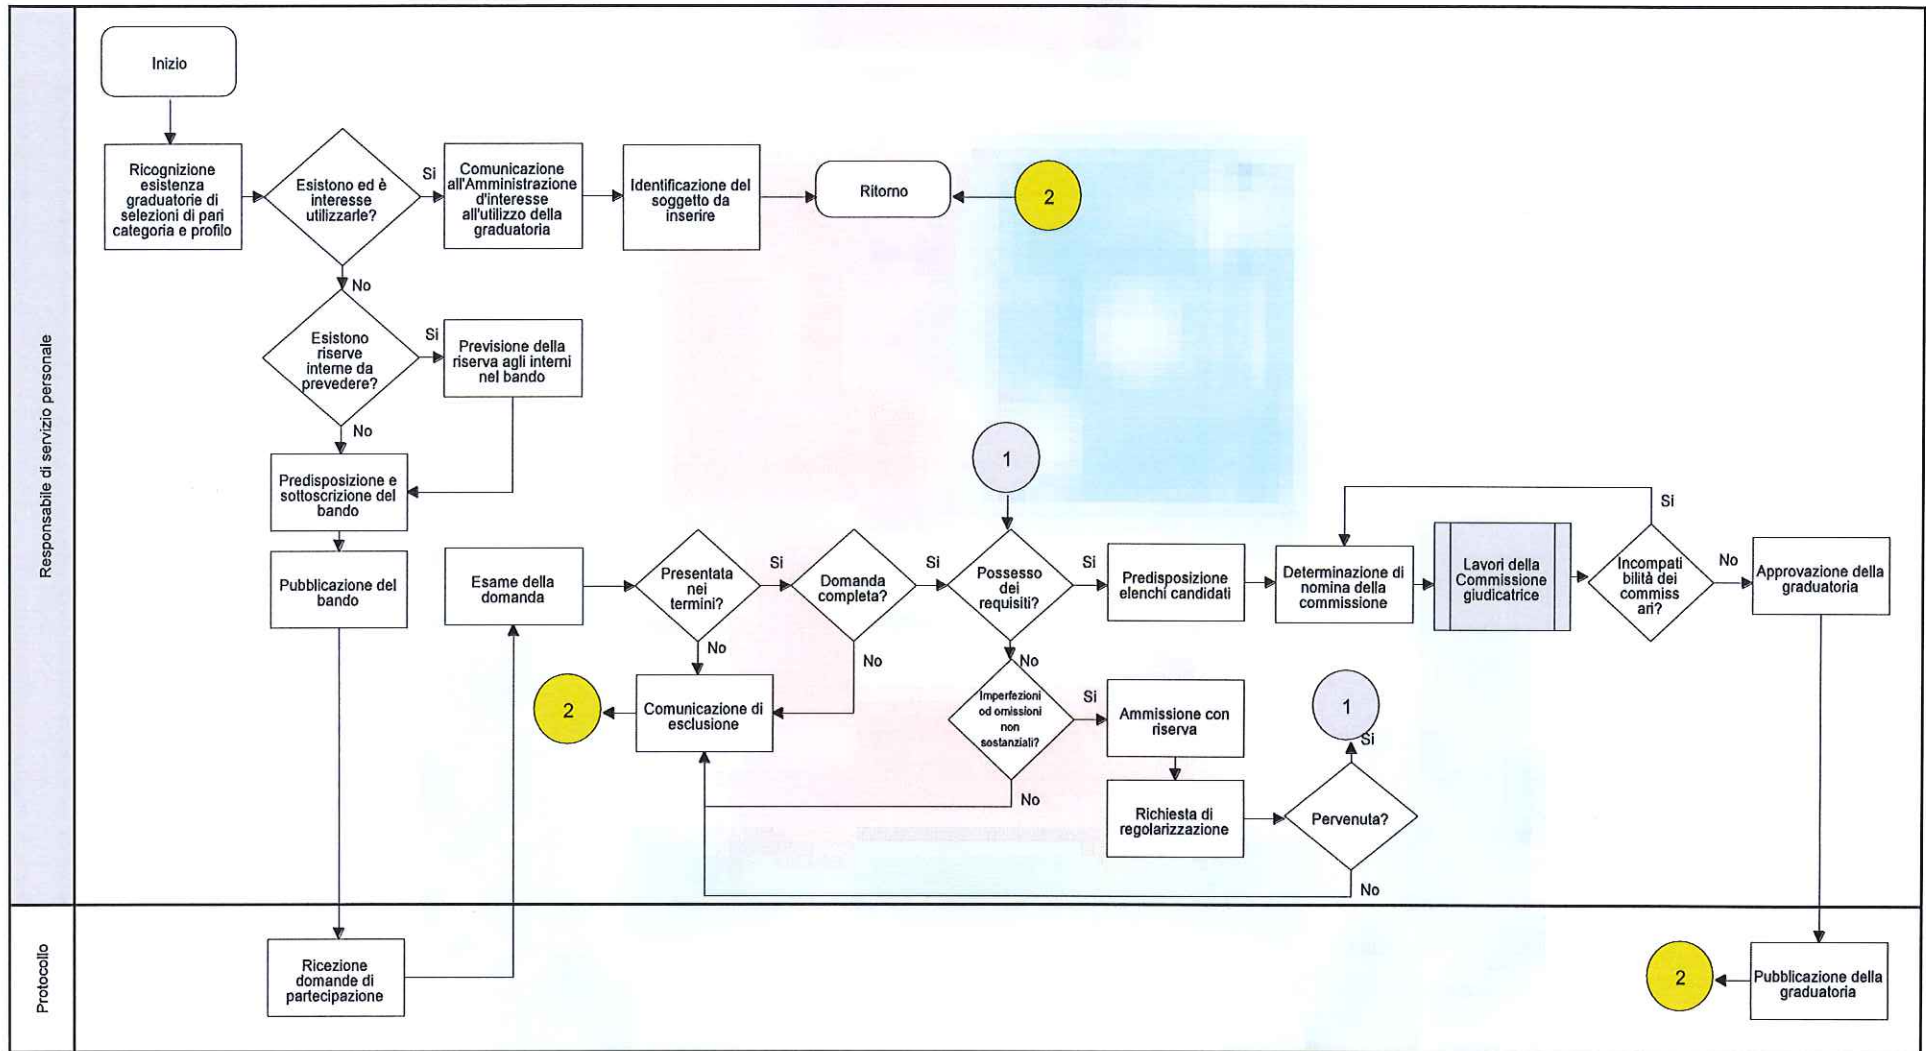 Responsabile di servizio personale
Inizio
Ricognizione
esistenza
graduatorie di
selezioni di pari
categoria e profilo
Esistono ed è
interesse
utilizzarle?
Si
Comunicazione
all'Amministrazione
d'interesse
all'utilizzo della
graduatoria
Identificazione del
soggetto da
inserire
Ritorno
2
No
Esistono
riserve
interne da
prevedere?
Si
Previsione della
riserva agli interni
nel bando
No
Predisposizione e
sottoscrizione del
bando
Pubblicazione del
bando
Esame della
domanda
Presentata
nei
termini?
Si
Domanda
completa?
Si
1
Possesso
dei
requisiti?
Si
Predisposizione
elenchi candidati
Determinazione di
nomina della
commissione
Lavori della
Commissione
giudicatrice
Si
Incompati
bilità dei
commiss
ari?
No
Approvazione della
graduatoria
No
No
No
2
Comunicazione di
esclusione
Imperfezioni
od omissioni
non
sostanziali?
Si
Ammissione con
riserva
1
Si
No
Richiesta di
regolarizzazione
Pervenuta?
No
Protocollo
Ricezione
domande di
partecipazione
2
Pubblicazione della
graduatoria